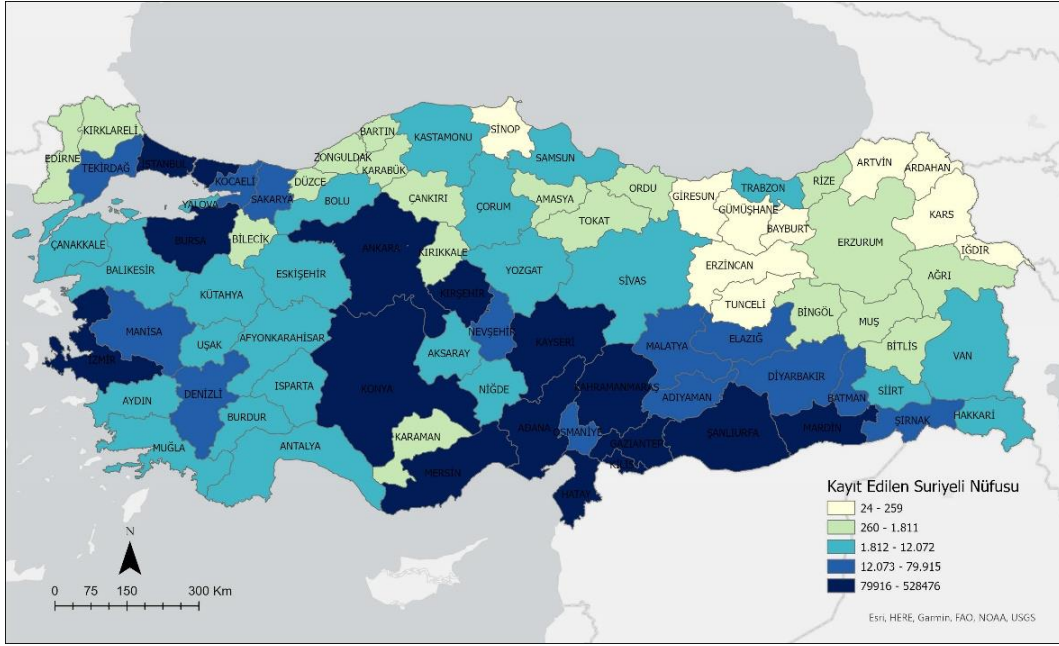 KIRKLARELİ
EDİRNE
TEKİRDAĞ
İSTANBUL
KOCAELİ
YALOVA
SAKARYA
DÜZCE
ZONGULDAK
BARTIN
KARABÜK
KASTAMONU
SİNOP
SAMSUN
BOLU
ÇANKIRI
ÇORUM
AMASYA
TOKAT
ORDU
GİRESUN
TRABZON
GÜMÜŞHANE
BAYBURT
RİZE
ARTVİN
ARDAHAN
KARS
IĞDIR
ERZURUM
AĞRI
ERZİNCAN
TUNCELİ
BİNGÖL
MUŞ
BİTLİS
VAN
ÇANAKKALE
BALIKESİR
BURSA
BİLECİK
ESKİŞEHİR
KÜTAHYA
ANKARA
KIRIKKALE
KIRŞEHİR
YOZGAT
SİVAS
NEVŞEHİR
KAYSERİ
MALATYA
ELAZIĞ
DİYARBAKIR
BATMAN
SİİRT
ŞIRNAK
HAKKARİ
MANİSA
İZMİR
UŞAK
AFYONKARAHİSAR
AKSARAY
KONYA
NİĞDE
KAHRAMANMARAŞ
ADIYAMAN
AYDIN
DENİZLİ
ISPARTA
BURDUR
MUĞLA
ANTALYA
KARAMAN
MERSİN
ADANA
OSMANİYE
GAZİANTEP
KİLİS
HATAY
ŞANLIURFA
MARDİN
Kayıt Edilen Suriyeli Nüfusu
24 - 259
260 - 1.811
1.812 - 12.072
12.073 - 79.915
79916 - 528476
N
0 75 150 300 Km
Esri, HERE, Garmin, FAO, NOAA, USGS